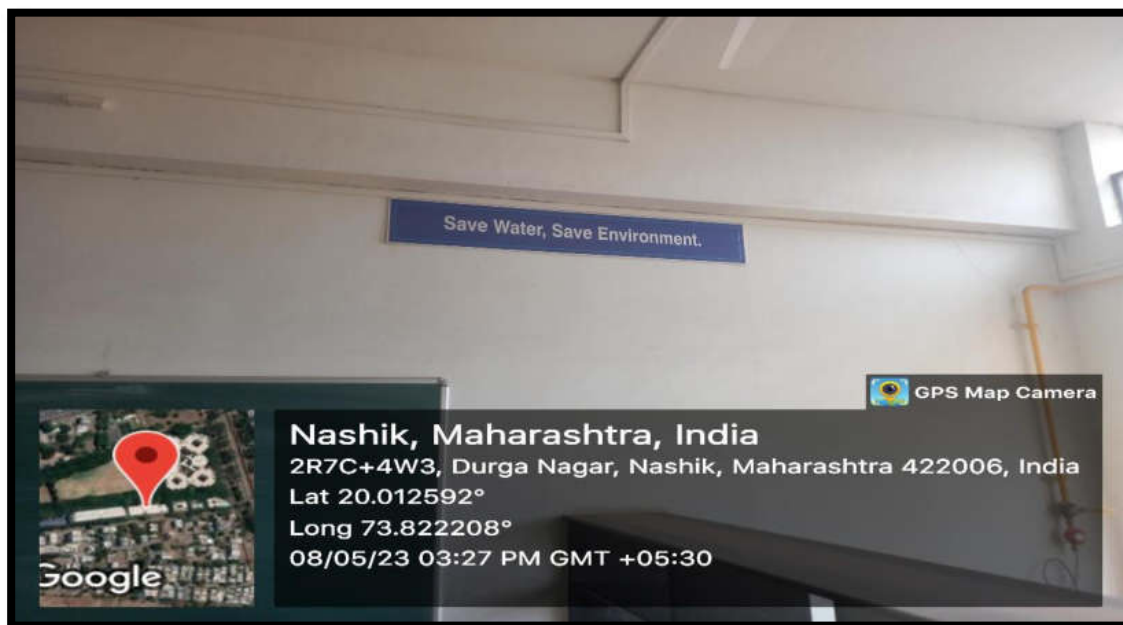 Save Water, Save Environment.
GPS Map Camera
Nashik, Maharashtra, India
2R7C+4W3, Durga Nagar, Nashik, Maharashtra 422006, India
Lat 20.012592°
Long 73.822208°
08/05/23 03:27 PM GMT +05:30
Google